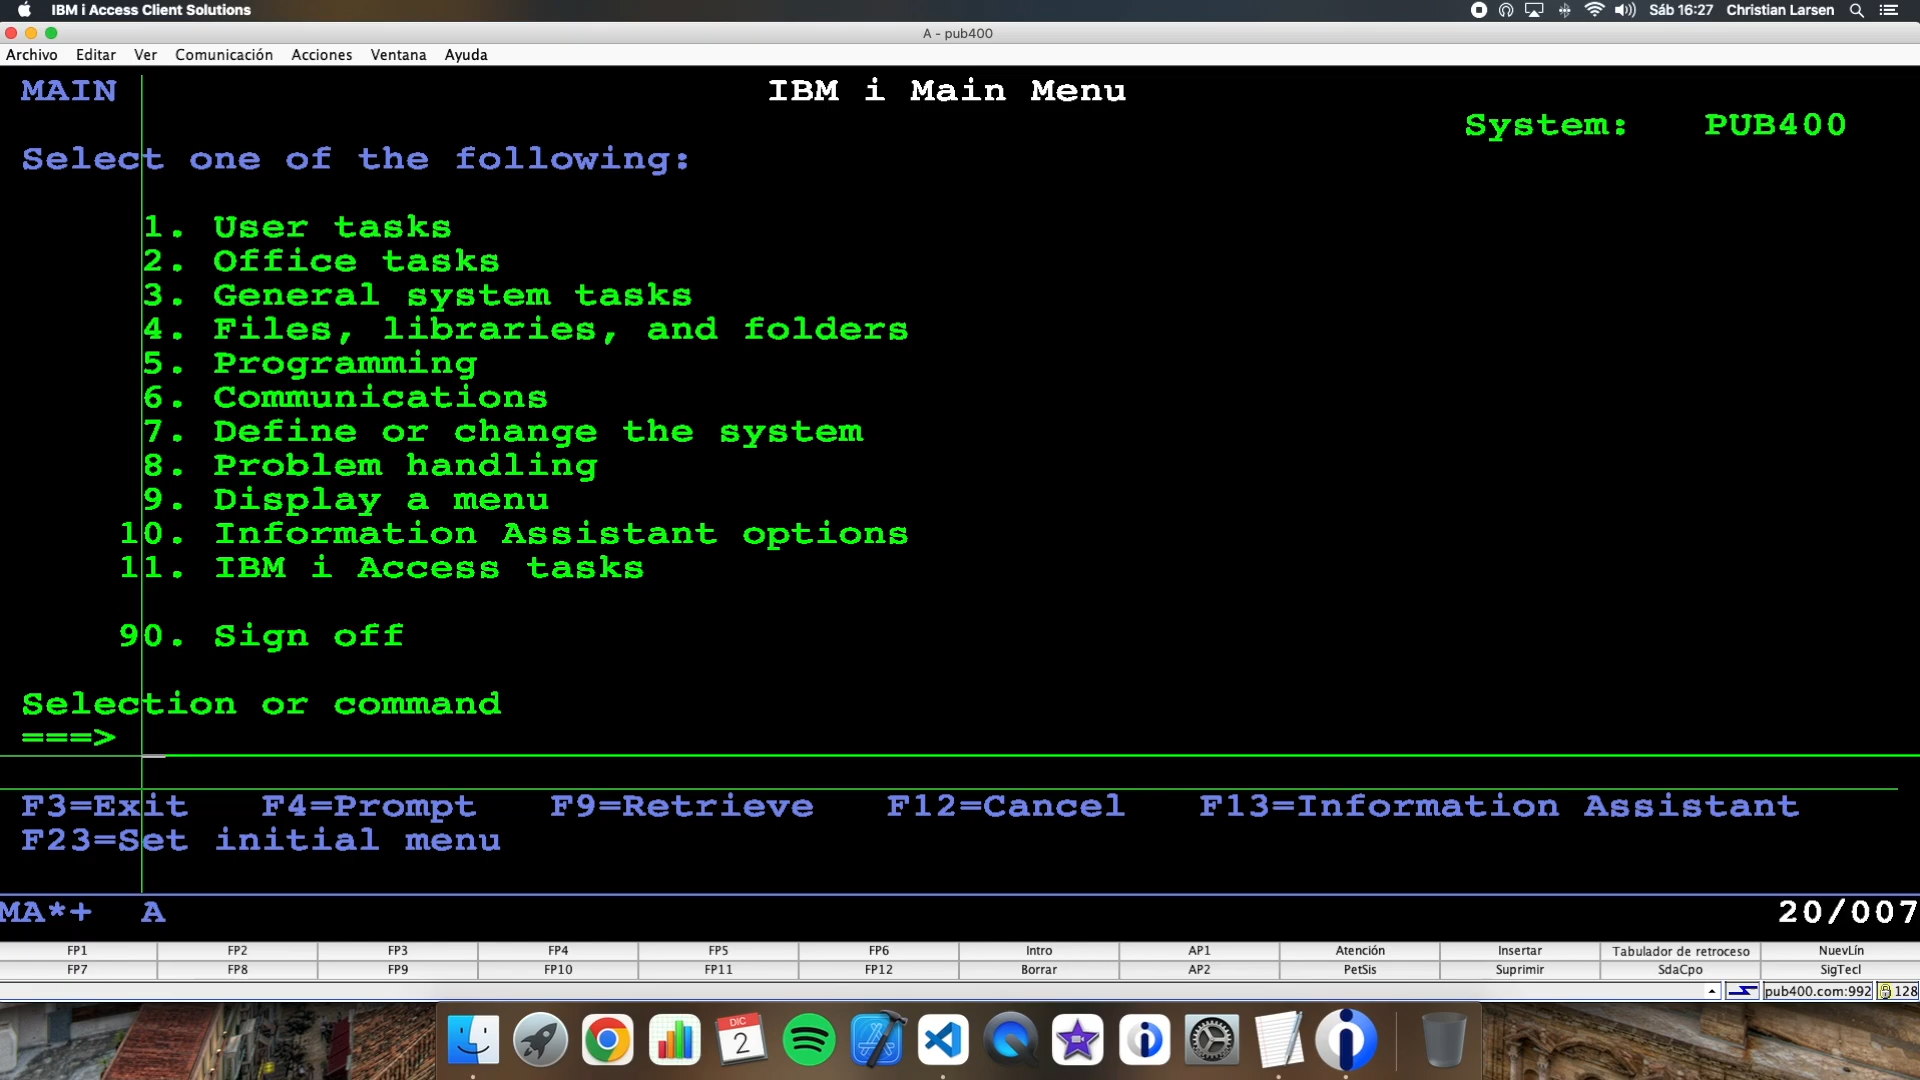 IBM i Access Client Solutions Sáb 16:27 Christian Larsen
A - pub400
Archivo Editar Ver Comunicación Acciones Ventana Ayuda
MAIN IBM i Main Menu
System: PUB400
Select one of the following:
1. User tasks
2. Office tasks
3. General system tasks
4. Files, libraries, and folders
5. Programming
6. Communications
7. Define or change the system
8. Problem handling
9. Display a menu
10. Information Assistant options
11. IBM i Access tasks
90. Sign off
Selection or command
===>
F3=Exit F4=Prompt F9=Retrieve F12=Cancel F13=Information Assistant
F23=Set initial menu
MA*+ A 20/007
FP1 FP2 FP3 FP4 FP5 FP6 Intro AP1 Atención Insertar Tabulador de retroceso NuevLín
FP7 FP8 FP9 FP10 FP11 FP12 Borrar AP2 PetSis Suprimir SdaCpo SigTecl
pub400.com:992 128
DIC
2